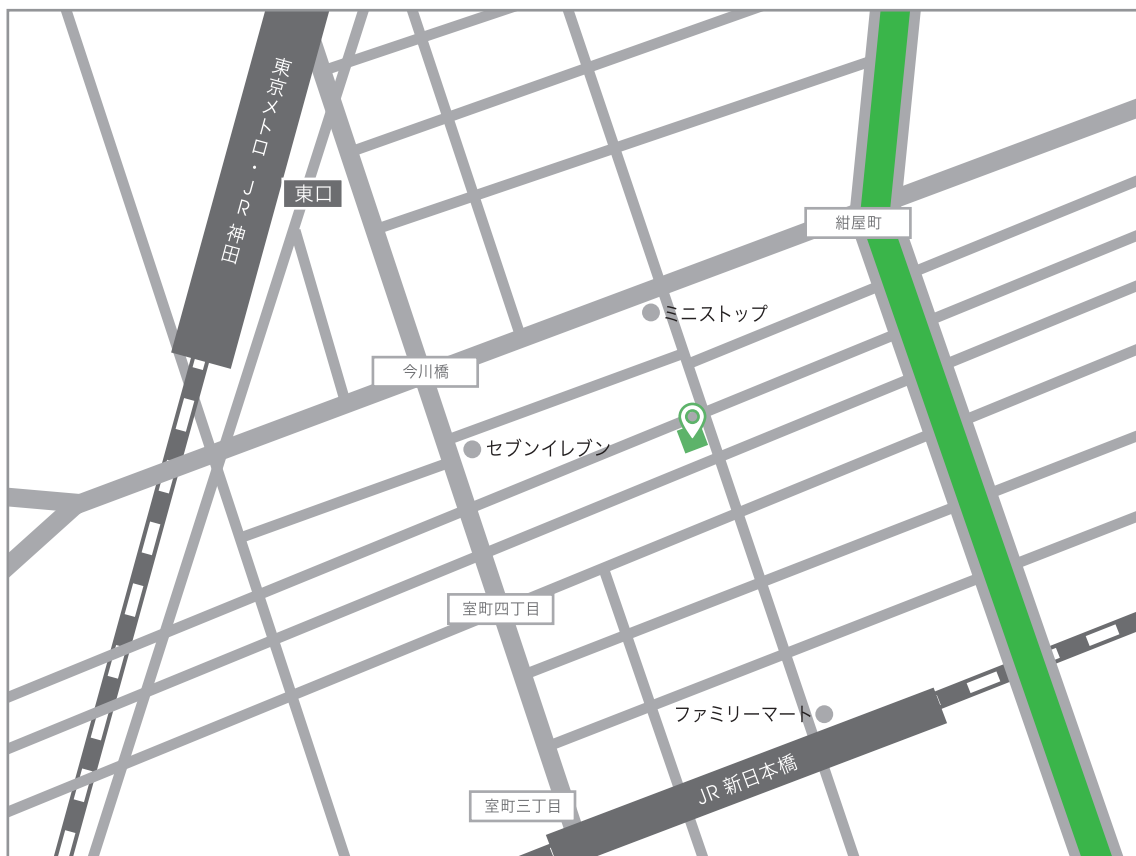 東京メトロ・JR 神田
東口
紺屋町
ミニストップ
今川橋
セブンイレブン
室町四丁目
ファミリーマート
JR 新日本橋
室町三丁目